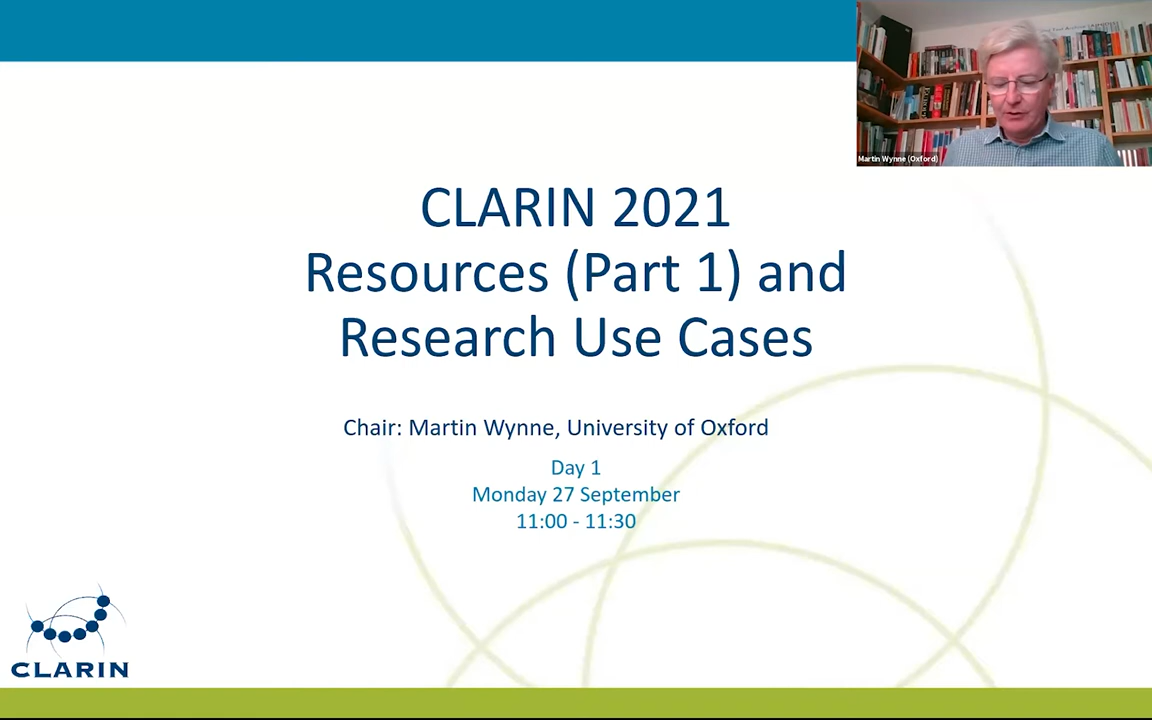 Martin Wynne (Oxford)
CLARIN 2021
Resources (Part 1) and
Research Use Cases
Chair: Martin Wynne, University of Oxford
Day 1
Monday 27 September
11:00 - 11:30
CLARIN